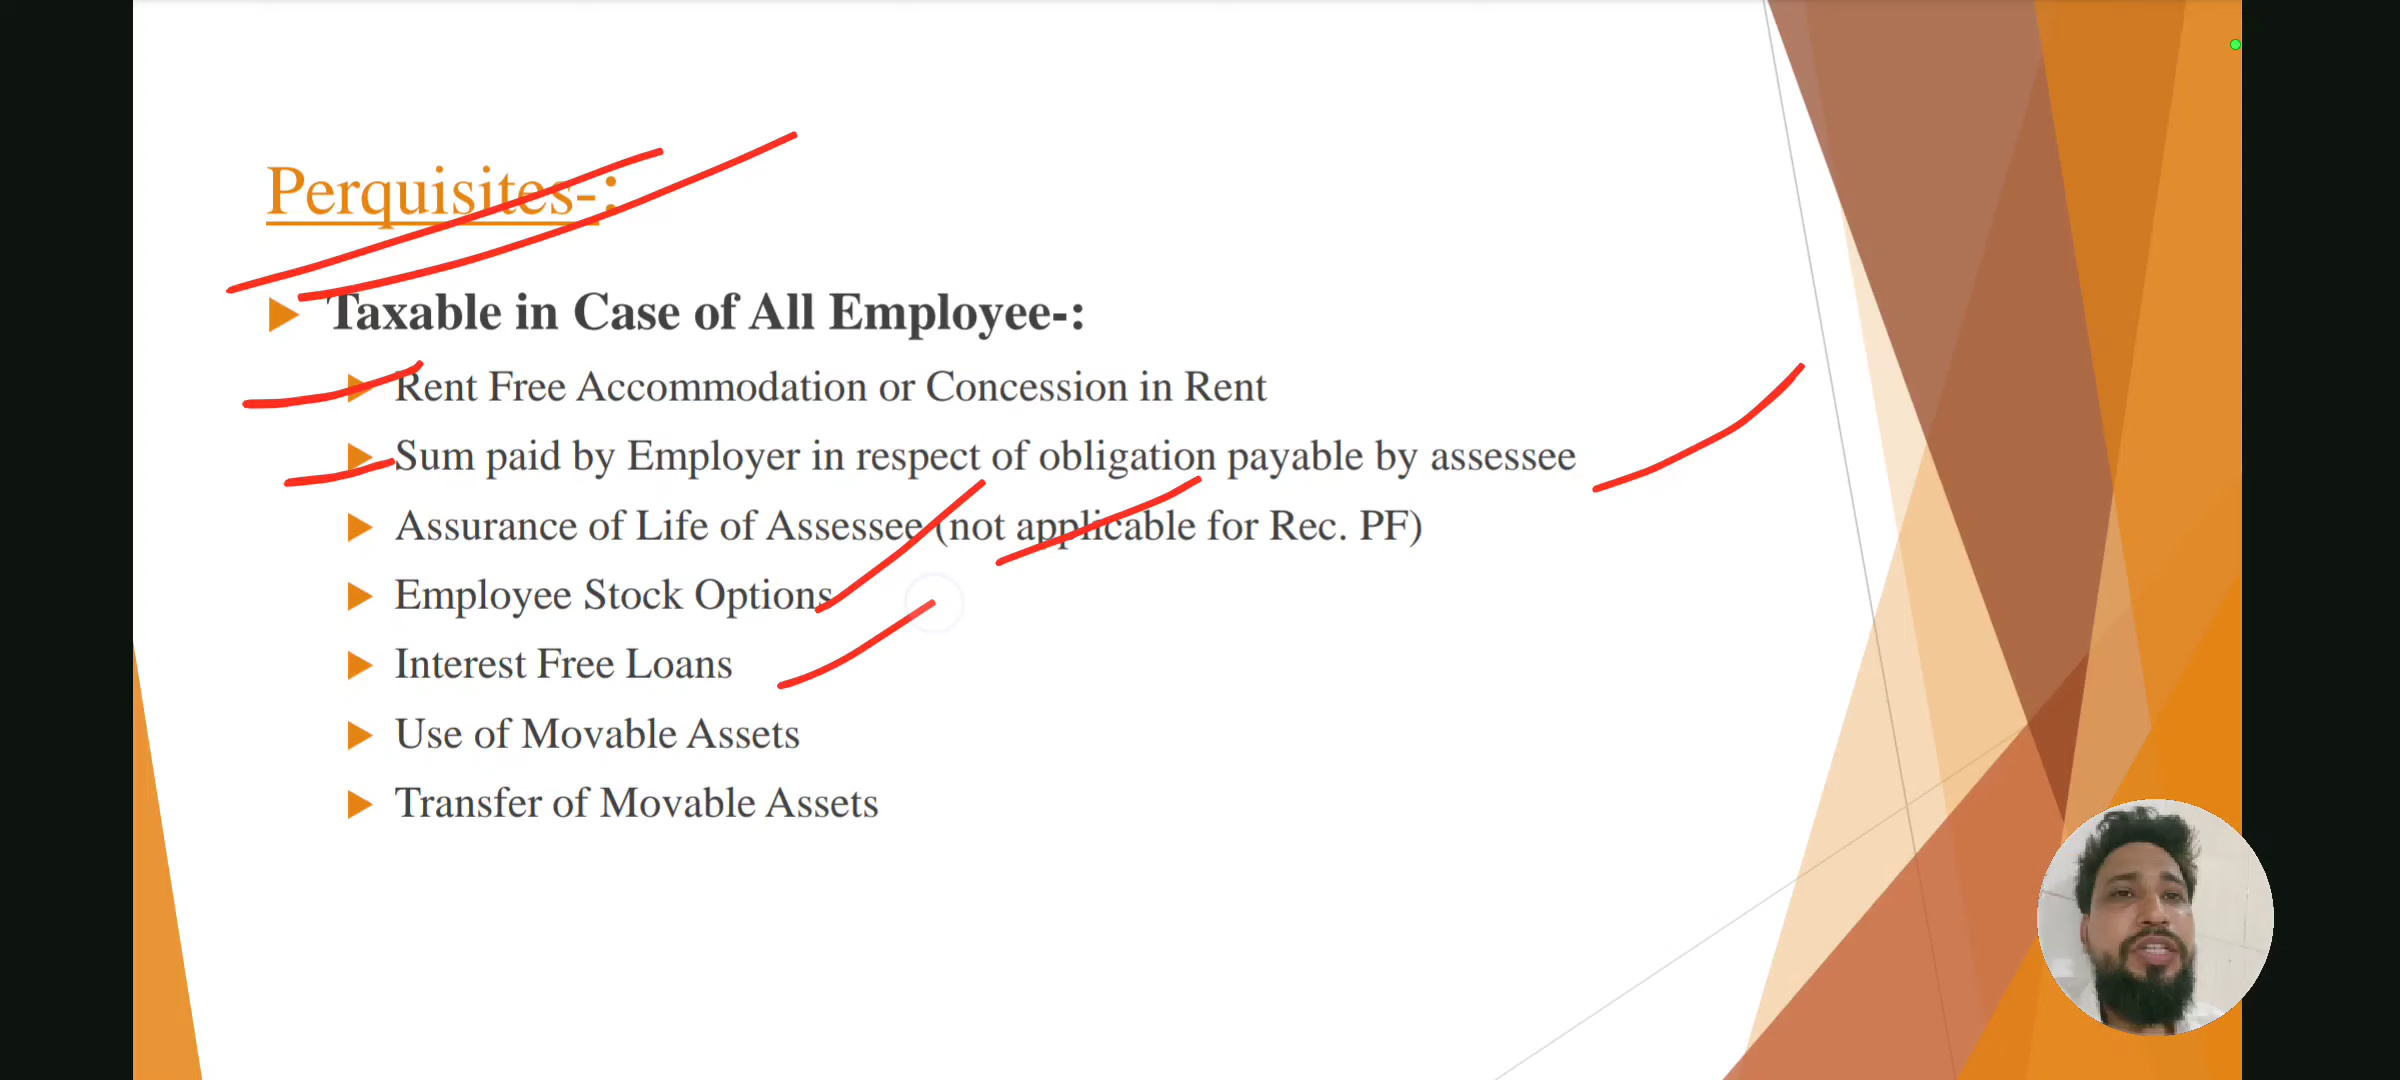 Perquisites-:
Taxable in Case of All Employee-:
Rent Free Accommodation or Concession in Rent
Sum paid by Employer in respect of obligation payable by assessee
Assurance of Life of Assessee (not applicable for Rec. PF)
Employee Stock Options
Interest Free Loans
Use of Movable Assets
Transfer of Movable Assets